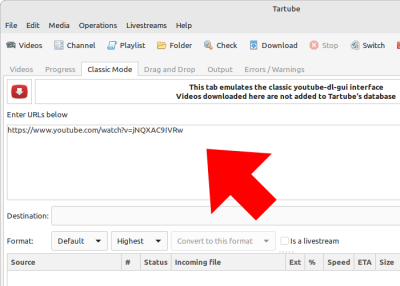 Tartube
File Edit Media Operations Livestreams Help
Videos Channel Playlist Folder Check Download Stop Switch
Videos Progress Classic Mode Drag and Drop Output Errors / Warnings
This tab emulates the classic youtube-dl-gui interface
Videos downloaded here are not added to Tartube's database
Enter URLs below
https://www.youtube.com/watch?v=jNQXAC9IVRw
Destination:
Format: Default Highest Convert to this format Is a livestream
Source # Status Incoming file Ext % Speed ETA Size